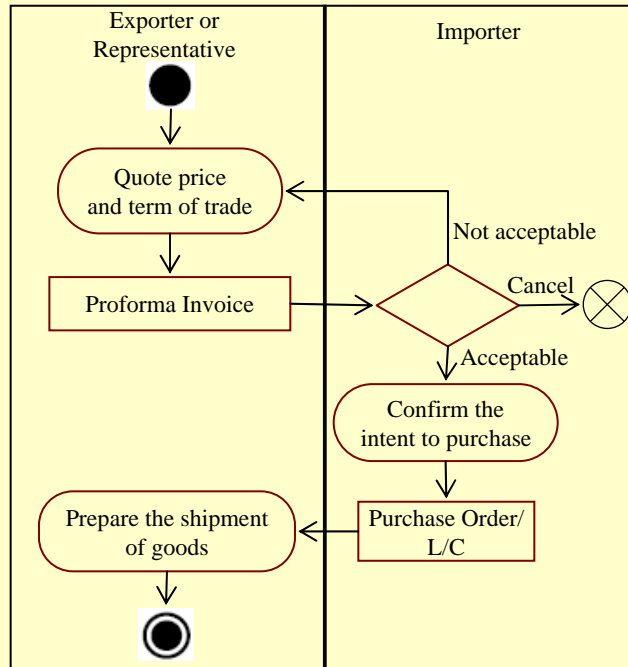 Exporter or
Representative
Importer
Quote price
and term of trade
Not acceptable
Proforma Invoice
Cancel
Acceptable
Confirm the
intent to purchase
Purchase Order/
L/C
Prepare the shipment
of goods